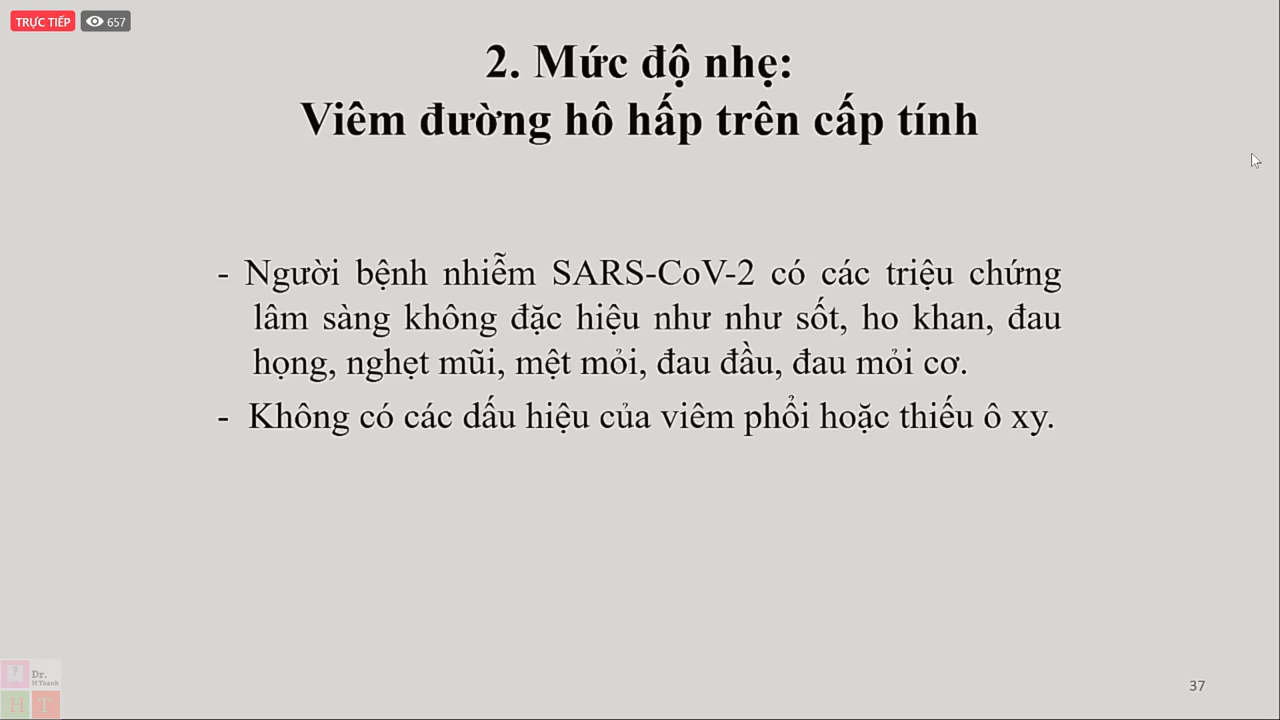 TRỰC TIẾP 657
2. Mức độ nhẹ:
Viêm đường hô hấp trên cấp tính
- Người bệnh nhiễm SARS-CoV-2 có các triệu chứng
lâm sàng không đặc hiệu như như sốt, ho khan, đau
họng, nghẹt mũi, mệt mỏi, đau đầu, đau mỏi cơ.
- Không có các dấu hiệu của viêm phổi hoặc thiếu ô xy.
Dr.
H Thanh
H T
37